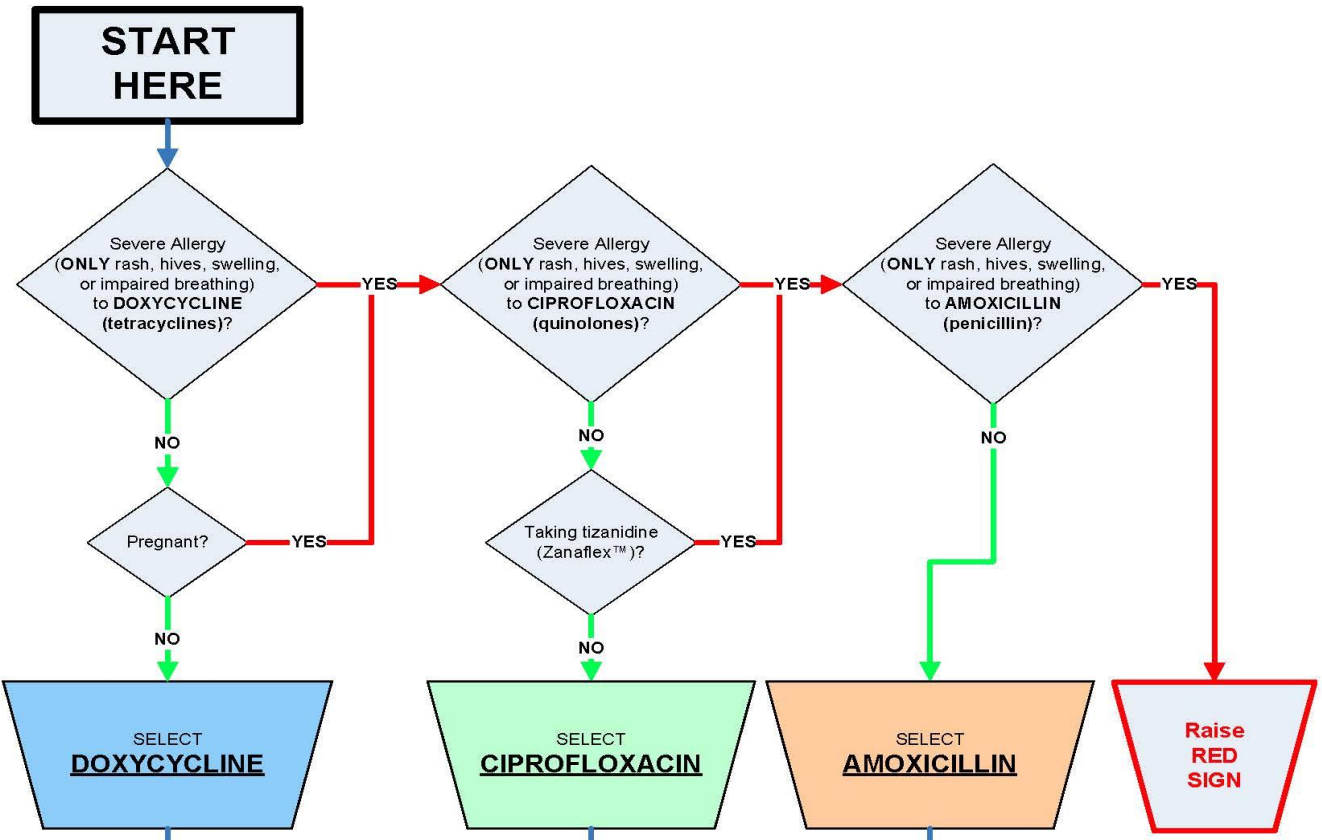 START
HERE
Severe Allergy
(ONLY rash, hives, swelling,
or impaired breathing)
to DOXYCYCLINE
(tetracyclines)?
YES
Severe Allergy
(ONLY rash, hives, swelling,
or impaired breathing)
to CIPROFLOXACIN
(quinolones)?
YES
Severe Allergy
(ONLY rash, hives, swelling,
or impaired breathing)
to AMOXICILLIN
(penicillin)?
YES
NO
NO
NO
Pregnant?
YES
Taking tizanidine
(Zanaflex™)?
YES
NO
NO
SELECT
DOXYCYCLINE
SELECT
CIPROFLOXACIN
SELECT
AMOXICILLIN
Raise
RED
SIGN